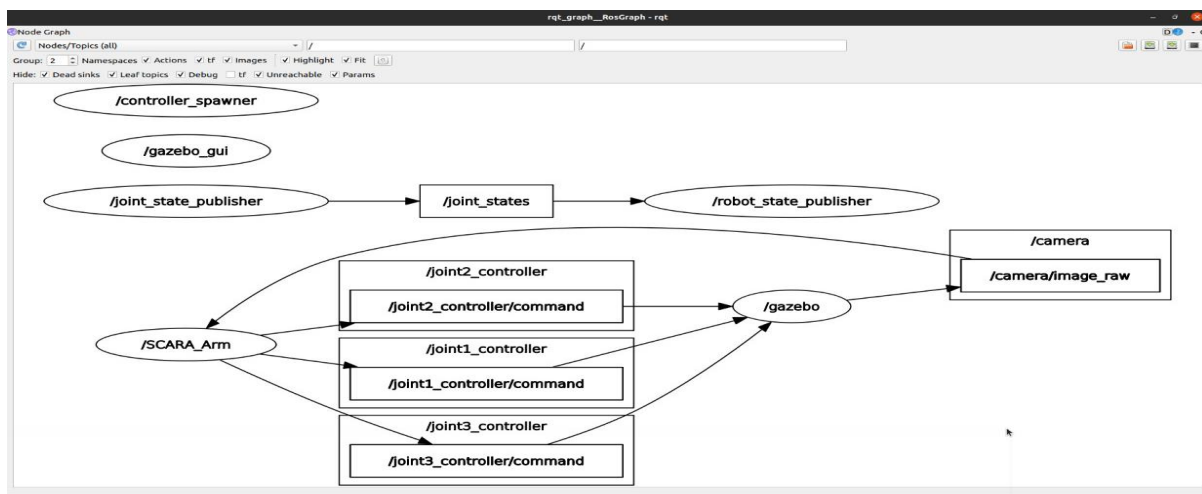 rqt_graph__RosGraph - rqt
Node Graph
Nodes/Topics (all)
/
/
Group: 2 Namespaces Actions tf Images Highlight Fit
Hide: Dead sinks Leaf topics Debug tf Unreachable Params
/controller_spawner
/gazebo_gui
/joint_state_publisher
/joint_states
/robot_state_publisher
/camera
/camera/image_raw
/joint2_controller
/joint2_controller/command
/gazebo
/SCARA_Arm
/joint1_controller
/joint1_controller/command
/joint3_controller
/joint3_controller/command